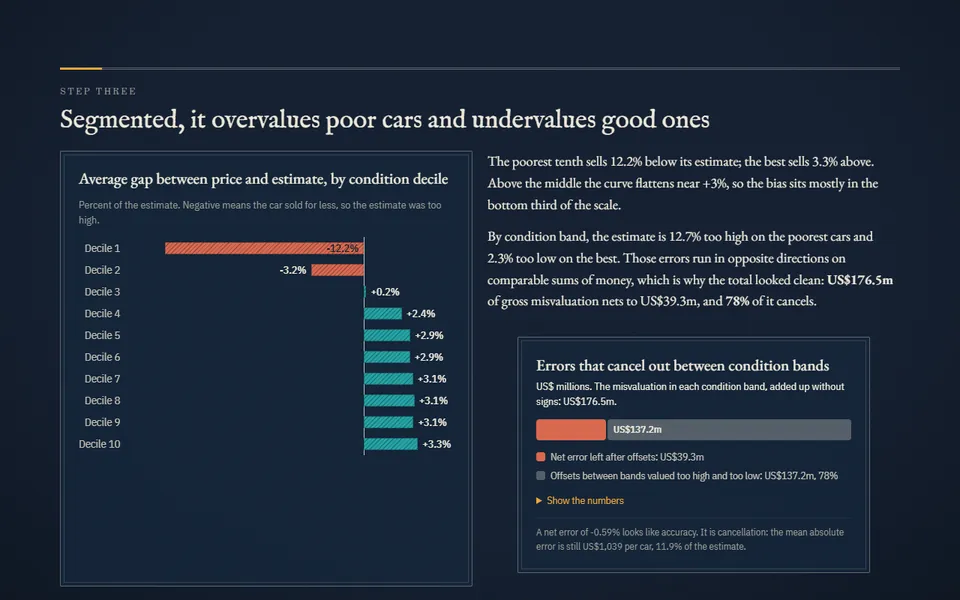 STEP THREE
Segmented, it overvalues poor cars and undervalues good ones
Average gap between price and estimate, by condition decile
Percent of the estimate. Negative means the car sold for less, so the estimate was too
high.
Decile 1 -12.2%
Decile 2 -3.2%
Decile 3 +0.2%
Decile 4 +2.4%
Decile 5 +2.9%
Decile 6 +2.9%
Decile 7 +3.1%
Decile 8 +3.1%
Decile 9 +3.1%
Decile 10 +3.3%
The poorest tenth sells 12.2% below its estimate; the best sells 3.3% above.
Above the middle the curve flattens near +3%, so the bias sits mostly in the
bottom third of the scale.
By condition band, the estimate is 12.7% too high on the poorest cars and
2.3% too low on the best. Those errors run in opposite directions on
comparable sums of money, which is why the total looked clean: US$176.5m
of gross misvaluation nets to US$39.3m, and 78% of it cancels.
Errors that cancel out between condition bands
US$ millions. The misvaluation in each condition band, added up without
signs: US$176.5m.
US$137.2m
Net error left after offsets: US$39.3m
Offsets between bands valued too high and too low: US$137.2m, 78%
Show the numbers
A net error of -0.59% looks like accuracy. It is cancellation: the mean absolute
error is still US$1,039 per car, 11.9% of the estimate.